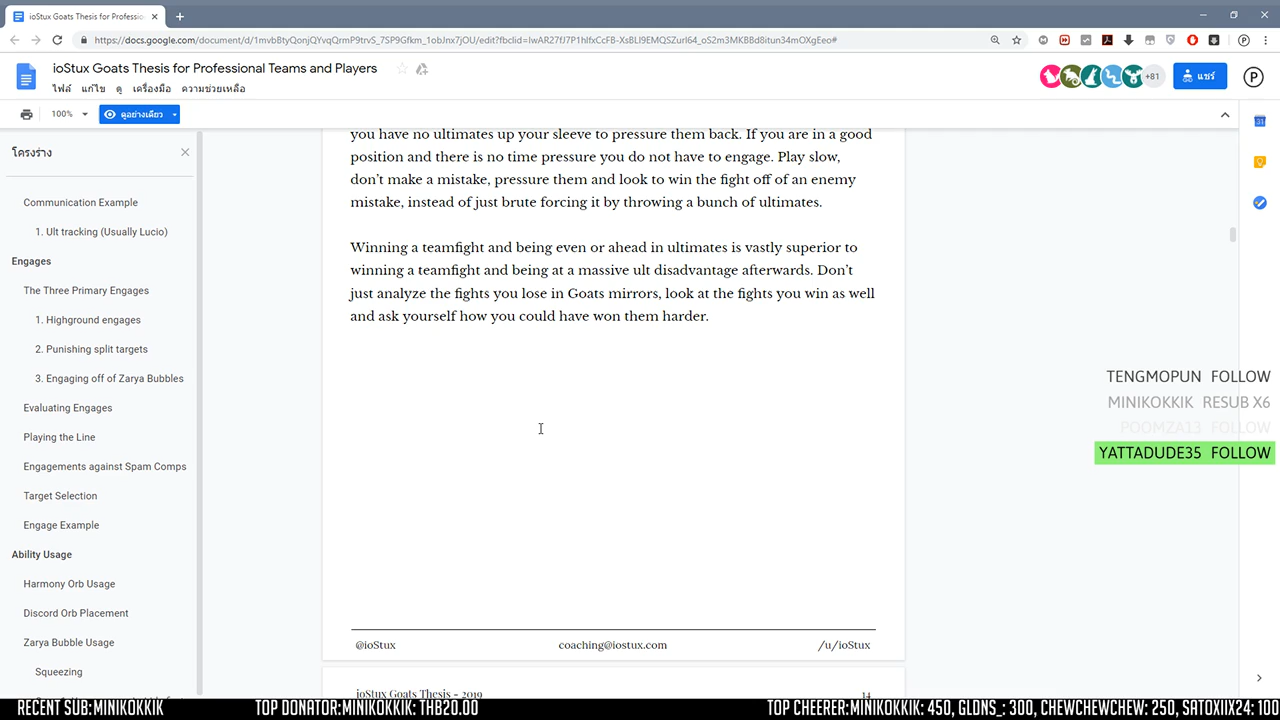 ioStux Goats Thesis for Professio
https://docs.google.com/document/d/
ioStux Goats Thesis for Professional Teams and Players
+81
แชร์
P
ไฟล์ แก้ไข ดู เครื่องมือ ความช่วยเหลือ
100%
ดูอย่างเดียว
โครงร่าง
Communication Example
1. Ult tracking (Usually Lucio)
Engages
The Three Primary Engages
1. Highground engages
2. Punishing split targets
3. Engaging off of Zarya Bubbles
Evaluating Engages
Playing the Line
Engagements against Spam Comps
Target Selection
Engage Example
Ability Usage
Harmony Orb Usage
Discord Orb Placement
Zarya Bubble Usage
Squeezing
you have no ultimates up your sleeve to pressure them back. If you are in a good
position and there is no time pressure you do not have to engage. Play slow,
don't make a mistake, pressure them and look to win the fight off of an enemy
mistake, instead of just brute forcing it by throwing a bunch of ultimates.
Winning a teamfight and being even or ahead in ultimates is vastly superior to
winning a teamfight and being at a massive ult disadvantage afterwards. Don't
just analyze the fights you lose in Goats mirrors, look at the fights you win as well
and ask yourself how you could have won them harder.
@ioStux coaching@iostux.com /u/ioStux
ioStux Goats Thesis - 2019 14
TENGMOPUN FOLLOW
MINIKOKKIK RESUB X6
POOMZA13 FOLLOW
YATTADUDE35 FOLLOW
RECENT SUB:MINIKOKKIK TOP DONATOR:MINIKOKKIK: THB20.00 TOP CHEERER:MINIKOKKIK: 450, GLDNS_: 300, CHEWCHEWCHEW: 250, SATOXIIX24: 100